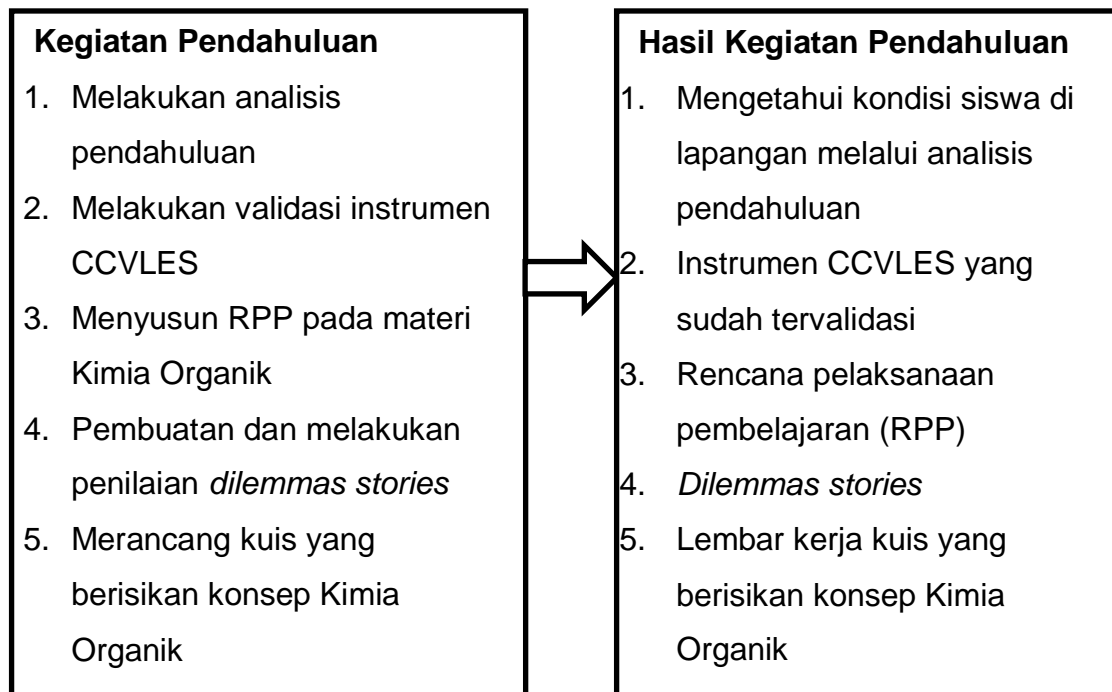 Kegiatan Pendahuluan
1. Melakukan analisis
pendahuluan
2. Melakukan validasi instrumen
CCVLES
3. Menyusun RPP pada materi
Kimia Organik
4. Pembuatan dan melakukan
penilaian dilemmas stories
5. Merancang kuis yang
berisikan konsep Kimia
Organik
Hasil Kegiatan Pendahuluan
1. Mengetahui kondisi siswa di
lapangan melalui analisis
pendahuluan
2. Instrumen CCVLES yang
sudah tervalidasi
3. Rencana pelaksanaan
pembelajaran (RPP)
4. Dilemmas stories
5. Lembar kerja kuis yang
berisikan konsep Kimia
Organik